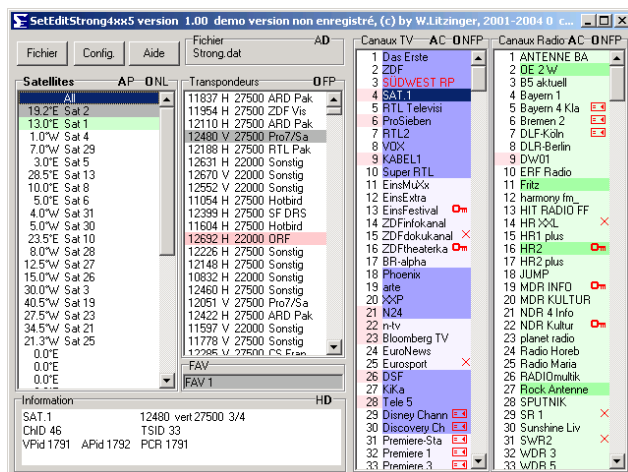 SetEditStrong4xx5 version 1.00 demo version non enregistré, (c) by W.Litzinger, 2001-2004 0 c...
Fichier
Config.
Aide
Fichier AD
Strong.dat
Satellites AP ONL
All
19.2°E Sat 2
13.0°E Sat 1
1.0°W Sat 4
7.0°W Sat 29
3.0°E Sat 5
28.5°E Sat 13
10.0°E Sat 8
5.0°E Sat 6
4.0°W Sat 31
5.0°W Sat 30
23.5°E Sat 10
8.0°W Sat 28
12.5°W Sat 27
15.0°W Sat 26
30.0°W Sat 3
40.5°W Sat 19
27.5°W Sat 23
34.5°W Sat 21
21.3°W Sat 25
0.0°E
0.0°E
0.0°E
Transpondeurs OFP
11837 H 27500 ARD Pak
11954 H 27500 ZDF Vis
12110 H 27500 ARD Pak
12480 V 27500 Pro7/Sa
12188 H 27500 RTL Pak
12631 H 22000 Sonstig
12670 V 22000 Sonstig
12552 V 22000 Sonstig
11054 H 27500 Hotbird
12399 H 27500 SF DRS
11604 H 27500 Hotbird
12692 H 22000 ORF
12226 H 27500 Sonstig
12148 H 27500 Sonstig
10832 H 22000 Sonstig
12460 H 27500 Sonstig
12051 V 27500 Pro7/Sa
12422 H 27500 ARD Pak
11597 V 22000 Sonstig
11778 V 27500 Sonstig
12285 V 27500 CS Fran
FAV
FAV 1
Information HD
SAT.1 12480 vert 27500 3/4
ChID 46 TSID 33
VPid 1791 APid 1792 PCR 1791
Canaux TV AC ONFP
1 Das Erste
2 ZDF
3 SÜDWEST RP
4 SAT.1
5 RTL Televisi
6 ProSieben
7 RTL2
8 VOX
9 KABEL1
10 Super RTL
11 EinsMuXx
12 EinsExtra
13 EinsFestival
14 ZDFinfokanal
15 ZDFdokukanal
16 ZDFtheaterka
17 BR-alpha
18 Phoenix
19 arte
20 XXP
21 N24
22 n-tv
23 Bloomberg TV
24 EuroNews
25 Eurosport
26 DSF
27 KiKa
28 Tele 5
29 Disney Chann
30 Discovery Ch
31 Premiere-Sta
32 Premiere 1
33 Premiere 3
Canaux Radio AC ONFP
1 ANTENNE BA
2 OE 2 W
3 B5 aktuell
4 Bayern 1
5 Bayern 4 Kla
6 Bremen 2
7 DLF-Köln
8 DLR-Berlin
9 DW01
10 ERF Radio
11 Fritz
12 harmony fm_
13 HIT RADIO FF
14 HR XXL
15 HR1 plus
16 HR2
17 HR2 plus
18 JUMP
19 MDR INFO
20 MDR KULTUR
21 NDR 4 Info
22 NDR Kultur
23 planet radio
24 Radio Horeb
25 Radio Maria
26 RADIOmultik
27 Rock Antenne
28 SPUTNIK
29 SR 1
30 Sunshine Liv
31 SWR2
32 WDR 3
33 WDR 5